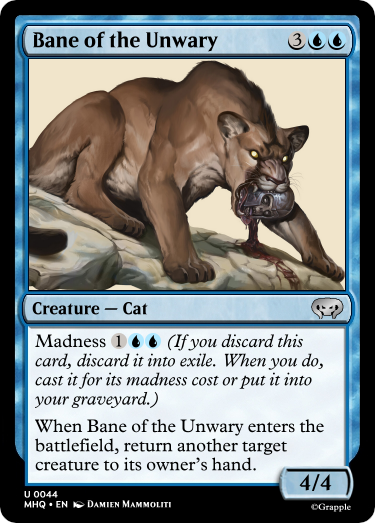 Bane of the Unwary 3
Creature — Cat
Madness 1 (If you discard this
card, discard it into exile. When you do,
cast it for its madness cost or put it into
your graveyard.)
When Bane of the Unwary enters the
battlefield, return another target
creature to its owner's hand.
4/4
U 0044
MHQ • EN Damien Mammoliti
©Grapple